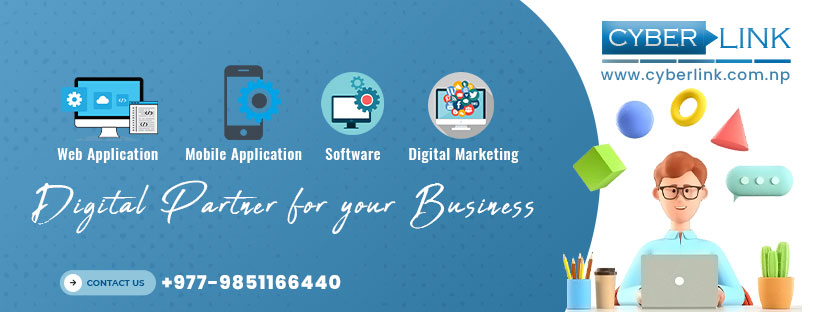 CYBER LINK
www.cyberlink.com.np
Web Application
Mobile Application
Software
Digital Marketing
Digital Partner for your Business
CONTACT US
+977-9851166440